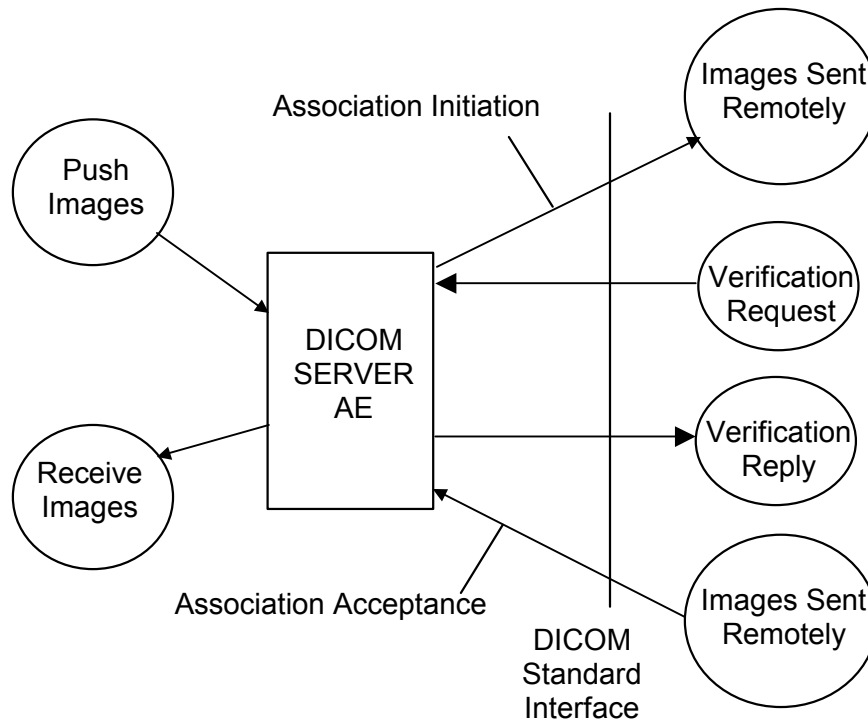 Images Sent
Remotely
Association Initiation
Push
Images
Verification
Request
DICOM
SERVER
AE
Verification
Reply
Receive
Images
Association Acceptance
Images Sent
Remotely
DICOM
Standard
Interface